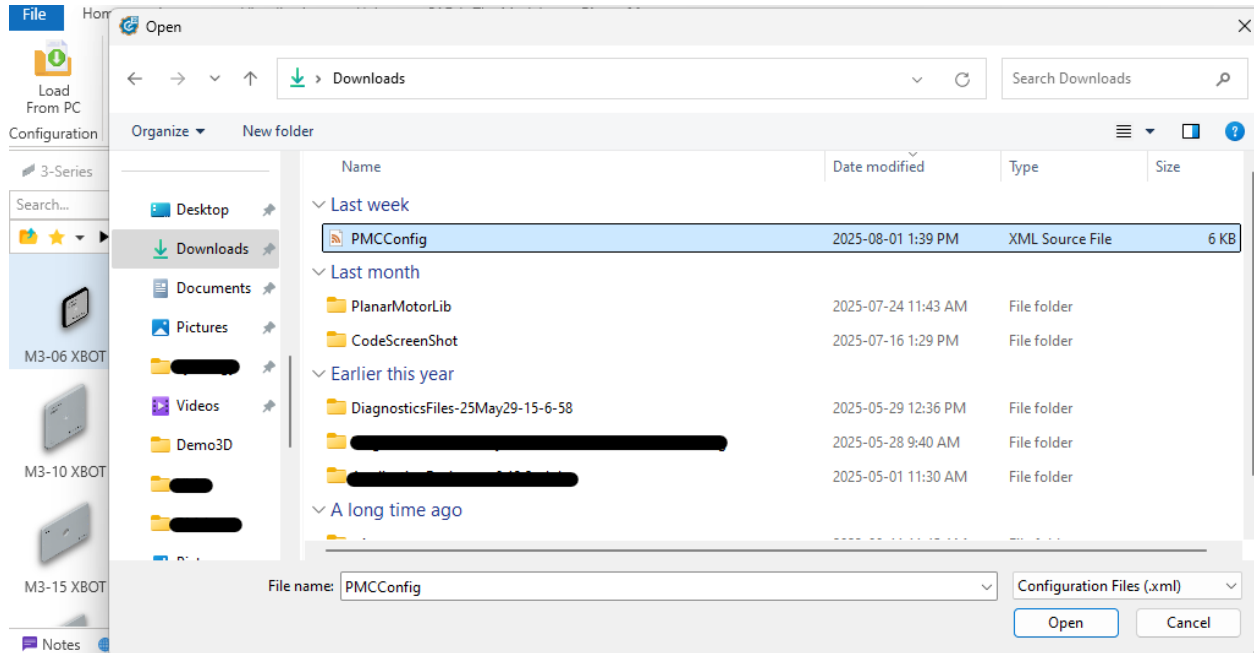 File
Open
Load
From PC
Configuration
Downloads
Search Downloads
Organize
New folder
3-Series
Search...
Name Date modified Type Size
Desktop
Downloads
Documents
Pictures
Videos
Demo3D
Last week
PMCConfig 2025-08-01 1:39 PM XML Source File 6 KB
Last month
PlanarMotorLib 2025-07-24 11:43 AM File folder
CodeScreenShot 2025-07-16 1:29 PM File folder
Earlier this year
DiagnosticsFiles-25May29-15-6-58 2025-05-29 12:36 PM File folder
2025-05-28 9:40 AM File folder
2025-05-01 11:30 AM File folder
A long time ago
M3-06 XBOT
M3-10 XBOT
M3-15 XBOT
Notes
File name: PMCConfig Configuration Files (.xml)
Open Cancel